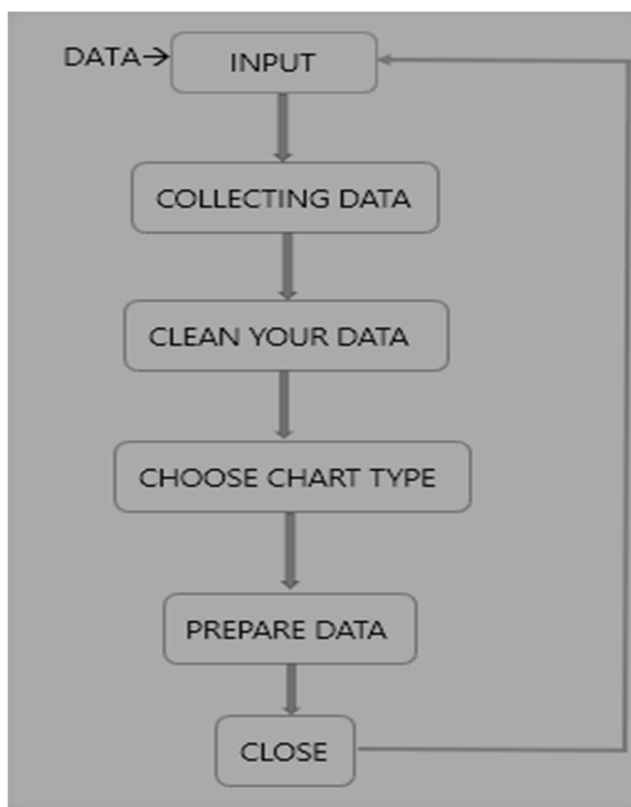 DATA→ INPUT
COLLECTING DATA
CLEAN YOUR DATA
CHOOSE CHART TYPE
PREPARE DATA
CLOSE